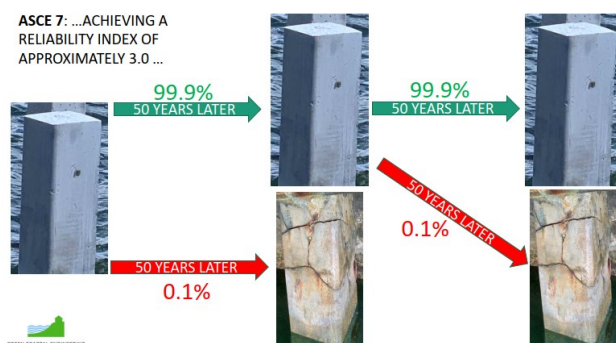 ASCE 7: ...ACHIEVING A
RELIABILITY INDEX OF
APPROXIMATELY 3.0 ...
99.9%
50 YEARS LATER
99.9%
50 YEARS LATER
50 YEARS LATER
0.1%
50 YEARS LATER
0.1%